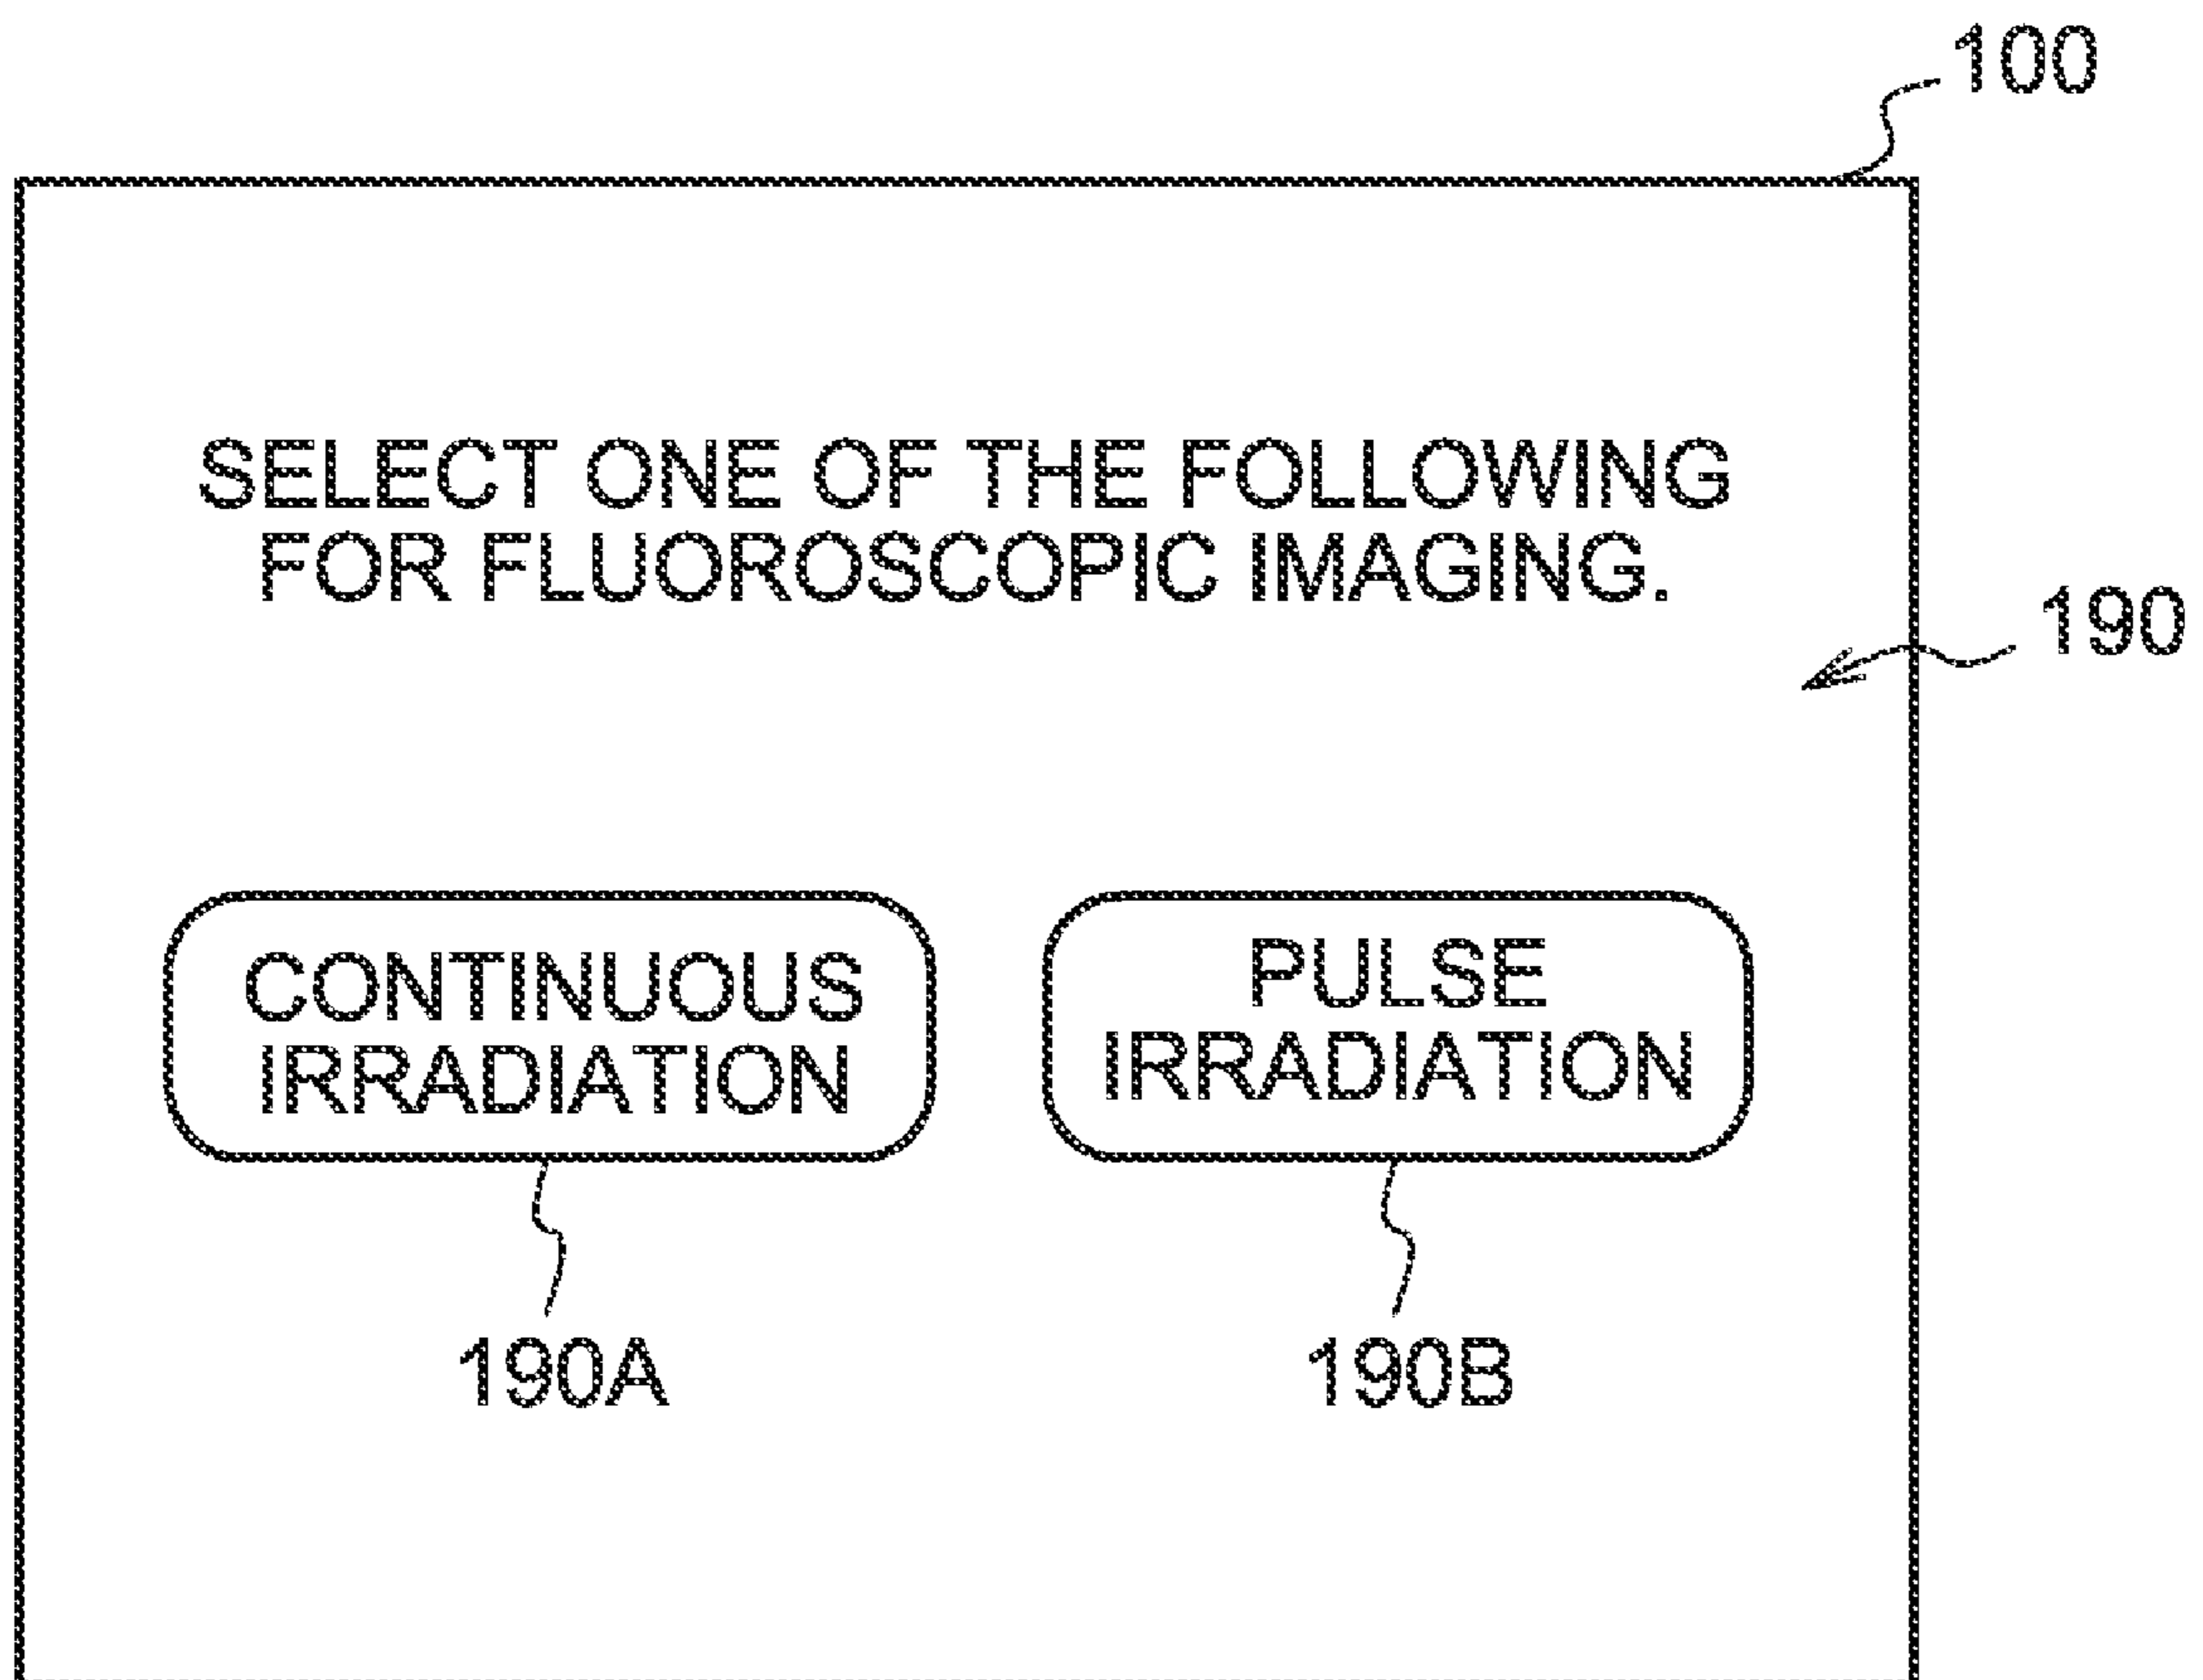 100
SELECT ONE OF THE FOLLOWING
FOR FLUOROSCOPIC IMAGING.
190
CONTINUOUS
IRRADIATION
PULSE
IRRADIATION
190A
190B